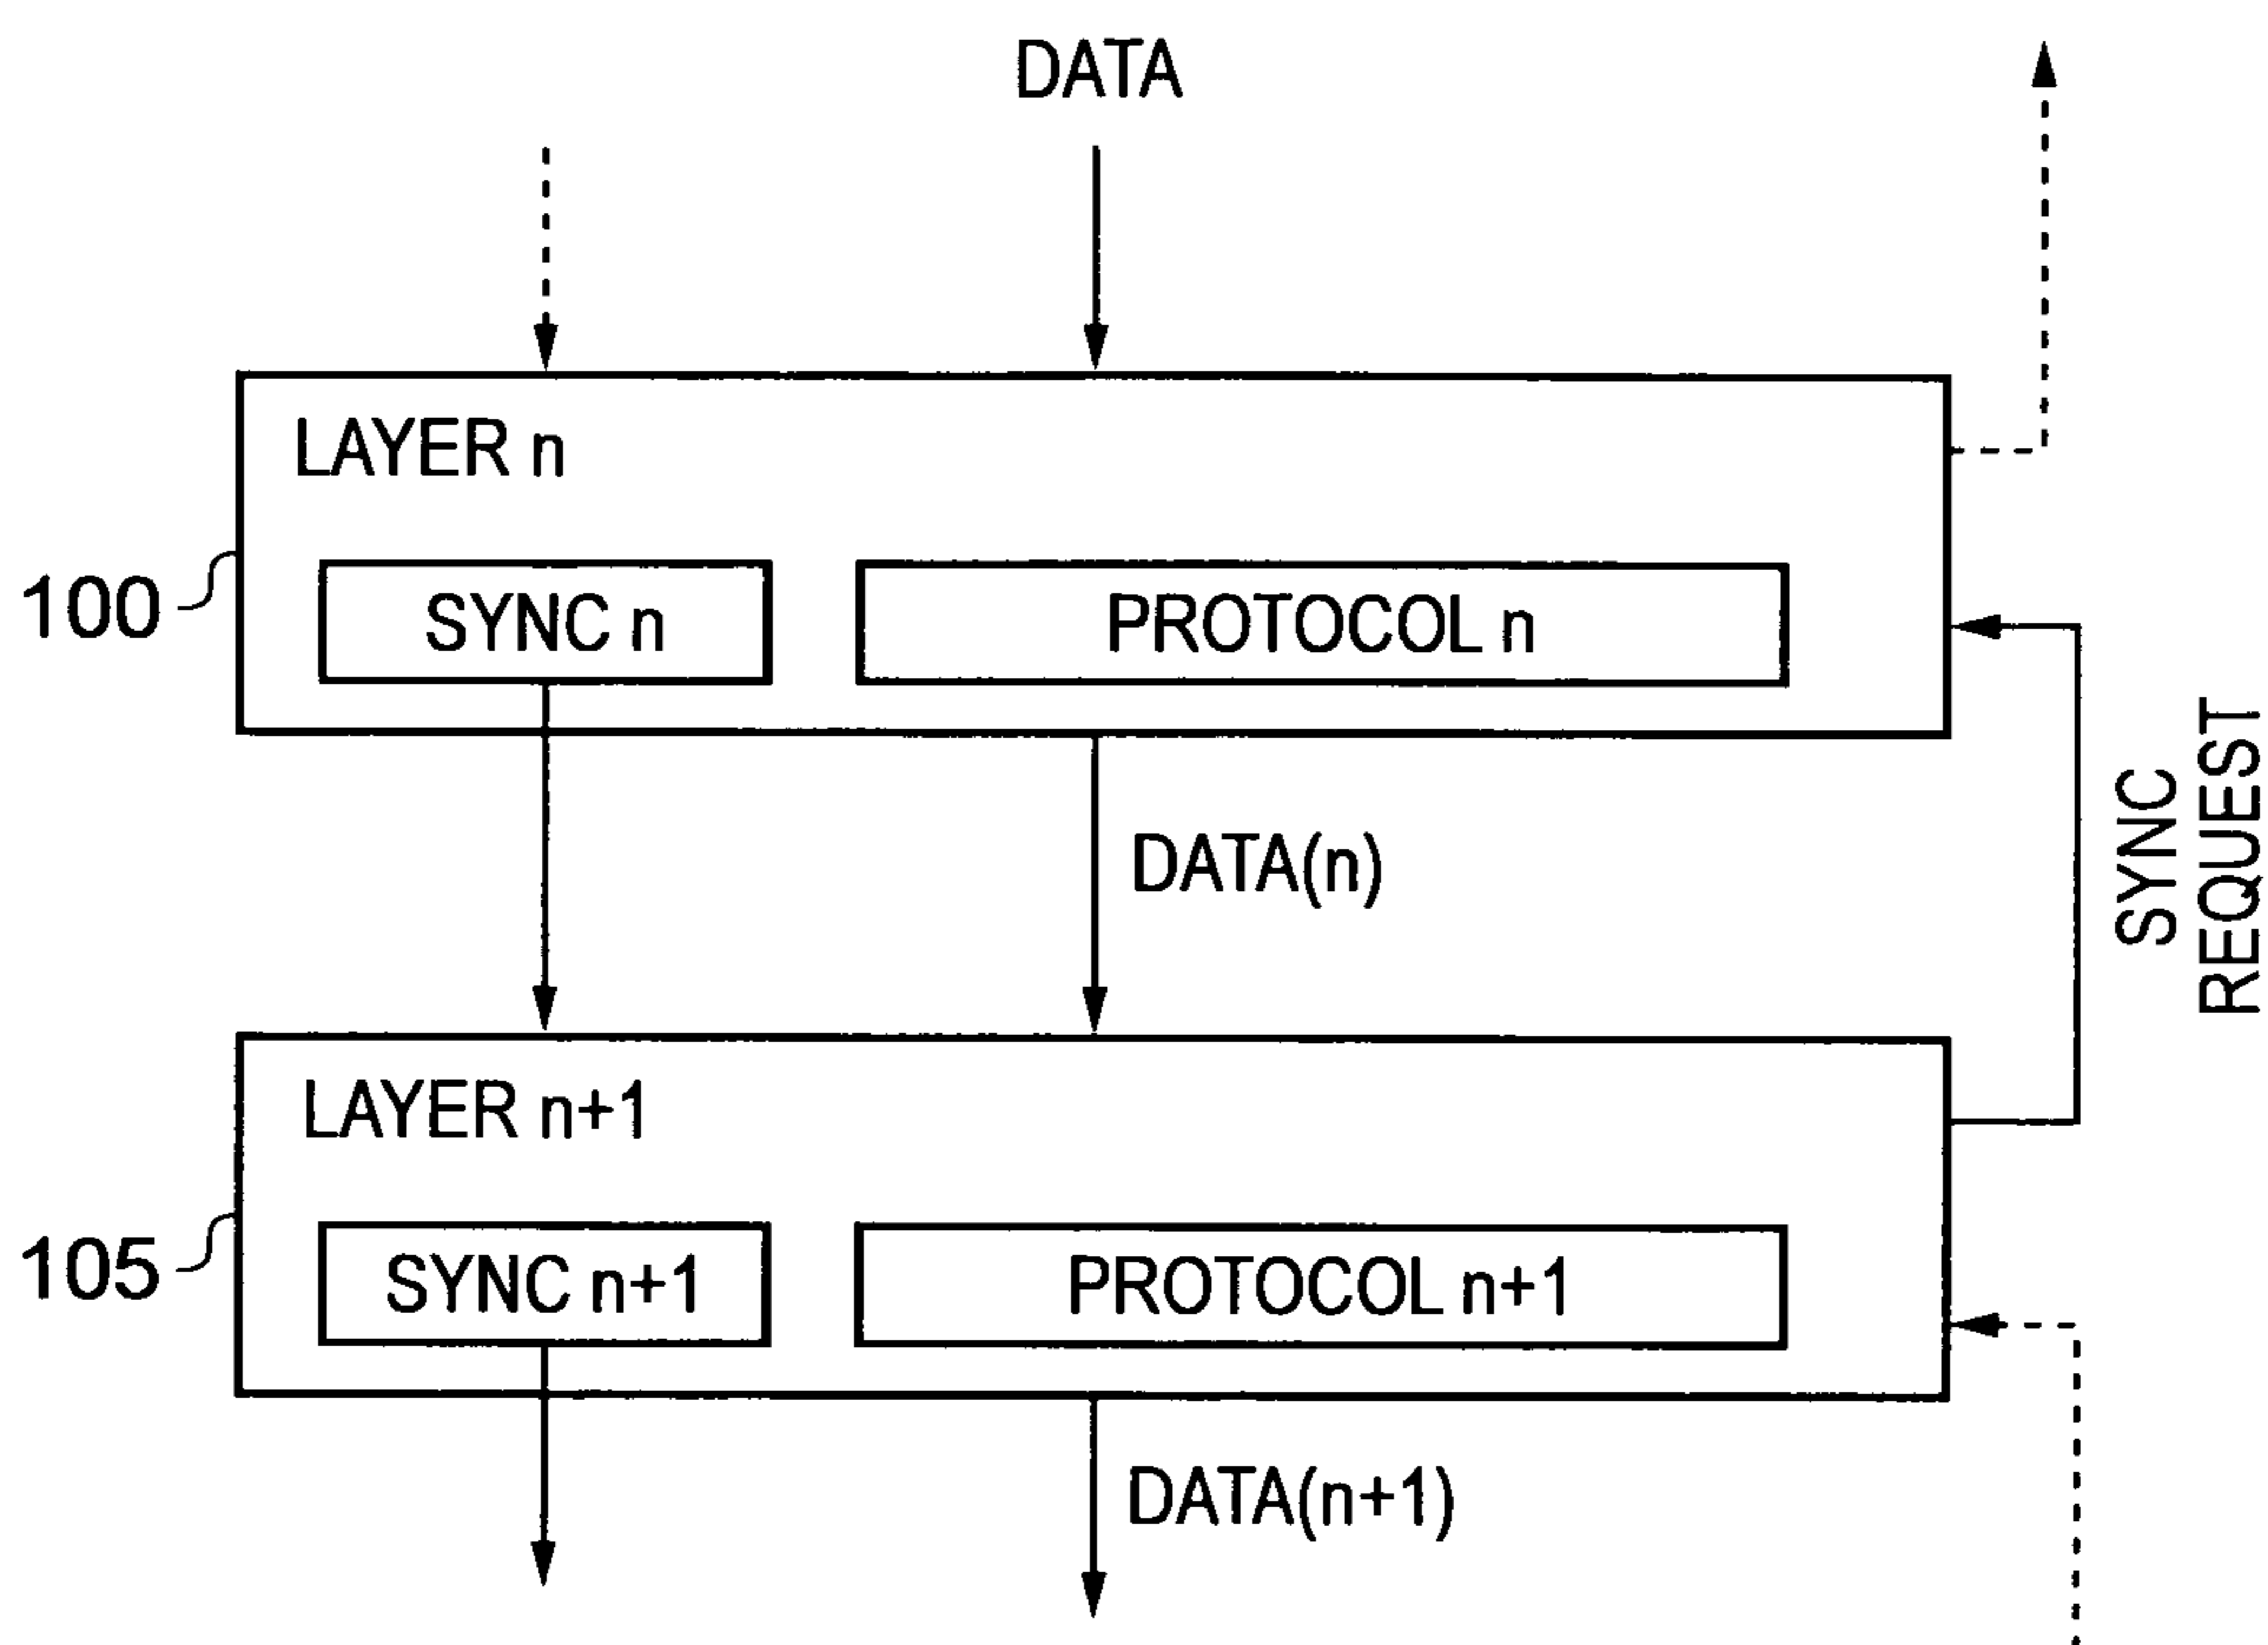 DATA
LAYER n
100
SYNC n
PROTOCOL n
SYNC
REQUEST
DATA(n)
LAYER n+1
105
SYNC n+1
PROTOCOL n+1
DATA(n+1)